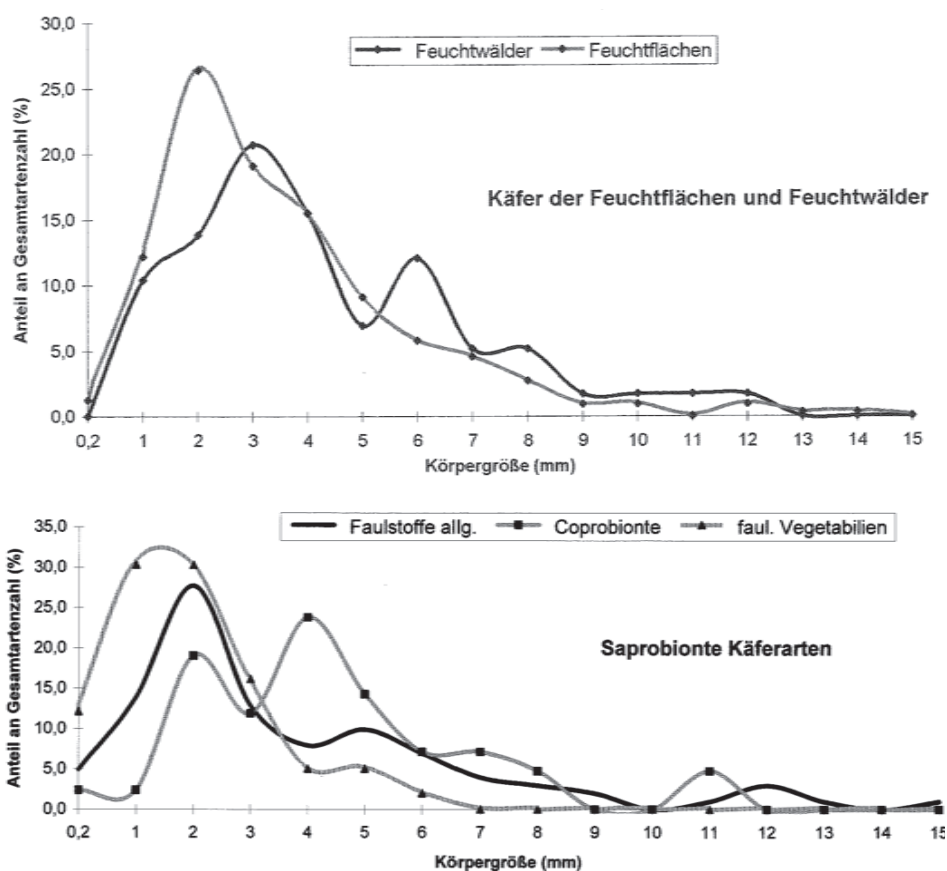 30,0
25,0
20,0
15,0
10,0
5,0
0,0
Anteil an Gesamtartenzahl (%)
Feuchtwälder Feuchtflächen
Käfer der Feuchtflächen und Feuchtwälder
0,2 1 2 3 4 5 6 7 8 9 10 11 12 13 14 15
Körpergröße (mm)
35,0
30,0
25,0
20,0
15,0
10,0
5,0
0,0
Anteil an Gesamtartenzahl (%)
Faulstoffe allg. Coprobionte faul. Vegetabilien
Saprobionte Käferarten
0,2 1 2 3 4 5 6 7 8 9 10 11 12 13 14 15
Körpergröße (mm)